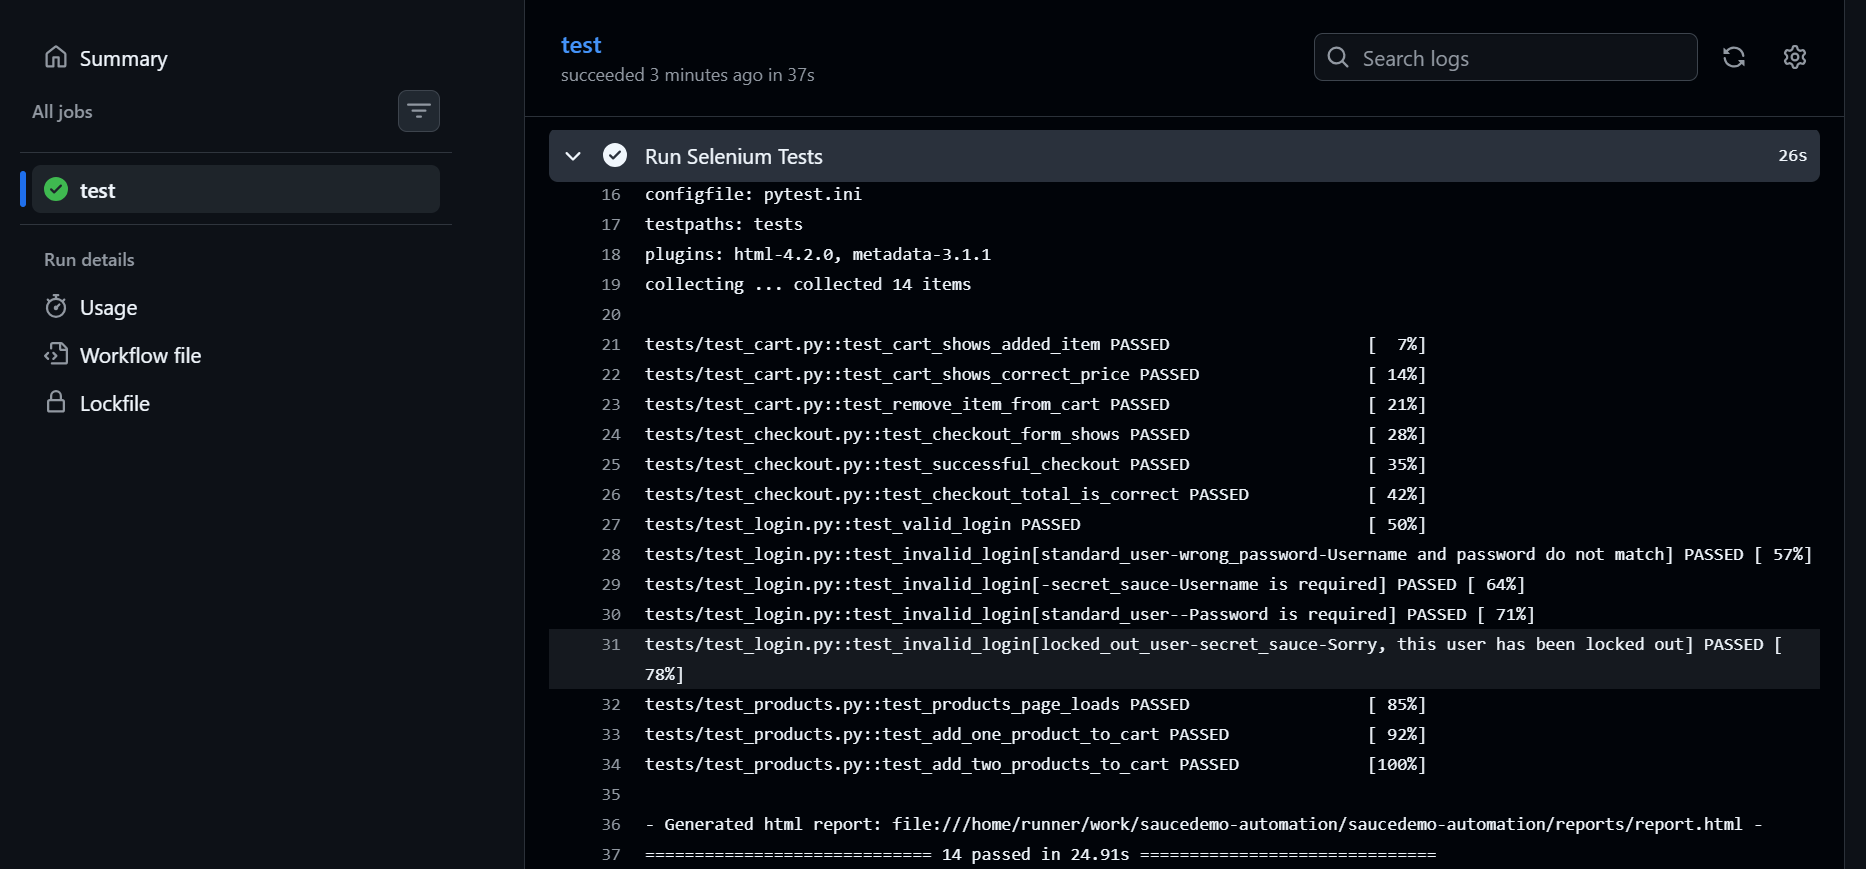 Summary
All jobs
test
Run details
Usage
Workflow file
Lockfile
test
succeeded 3 minutes ago in 37s
Search logs
Run Selenium Tests 26s
16 configfile: pytest.ini
17 testpaths: tests
18 plugins: html-4.2.0, metadata-3.1.1
19 collecting ... collected 14 items
20
21 tests/test_cart.py::test_cart_shows_added_item PASSED [  7%]
22 tests/test_cart.py::test_cart_shows_correct_price PASSED [ 14%]
23 tests/test_cart.py::test_remove_item_from_cart PASSED [ 21%]
24 tests/test_checkout.py::test_checkout_form_shows PASSED [ 28%]
25 tests/test_checkout.py::test_successful_checkout PASSED [ 35%]
26 tests/test_checkout.py::test_checkout_total_is_correct PASSED [ 42%]
27 tests/test_login.py::test_valid_login PASSED [ 50%]
28 tests/test_login.py::test_invalid_login[standard_user-wrong_password-Username and password do not match] PASSED [ 57%]
29 tests/test_login.py::test_invalid_login[-secret_sauce-Username is required] PASSED [ 64%]
30 tests/test_login.py::test_invalid_login[standard_user--Password is required] PASSED [ 71%]
31 tests/test_login.py::test_invalid_login[locked_out_user-secret_sauce-Sorry, this user has been locked out] PASSED [
78%]
32 tests/test_products.py::test_products_page_loads PASSED [ 85%]
33 tests/test_products.py::test_add_one_product_to_cart PASSED [ 92%]
34 tests/test_products.py::test_add_two_products_to_cart PASSED [100%]
35
36 - Generated html report: file:///home/runner/work/saucedemo-automation/saucedemo-automation/reports/report.html -
37 ============================= 14 passed in 24.91s ==============================